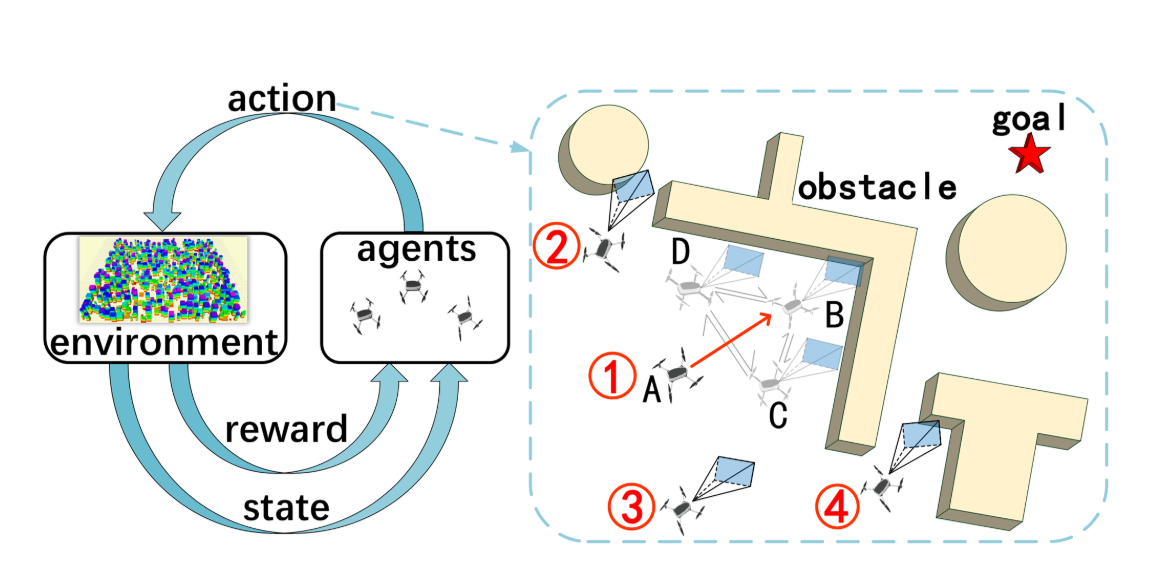 action
environment
agents
reward
state
goal
obstacle
②
D
B
①
A
C
③
④